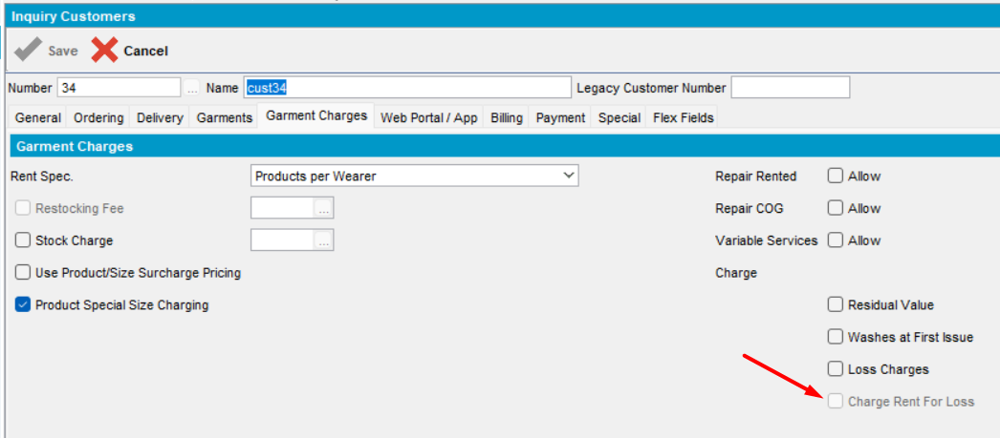 Inquiry Customers
Save Cancel
Number 34 ... Name cust34 Legacy Customer Number
General Ordering Delivery Garments Garment Charges Web Portal / App Billing Payment Special Flex Fields
Garment Charges
Rent Spec. Products per Wearer Repair Rented Allow
Restocking Fee ... Repair COG Allow
Stock Charge ... Variable Services Allow
Use Product/Size Surcharge Pricing Charge
Product Special Size Charging Residual Value
Washes at First Issue
Loss Charges
Charge Rent For Loss